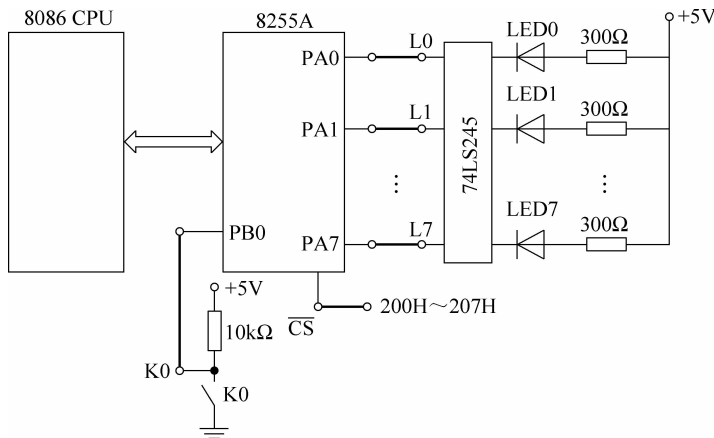 8086 CPU
8255A
+5V
PA0
L0
LED0
300Ω
PA1
L1
LED1
300Ω
74LS245
⋮
⋮
PB0
PA7
L7
LED7
300Ω
+5V
CS
200H～207H
10kΩ
K0
K0